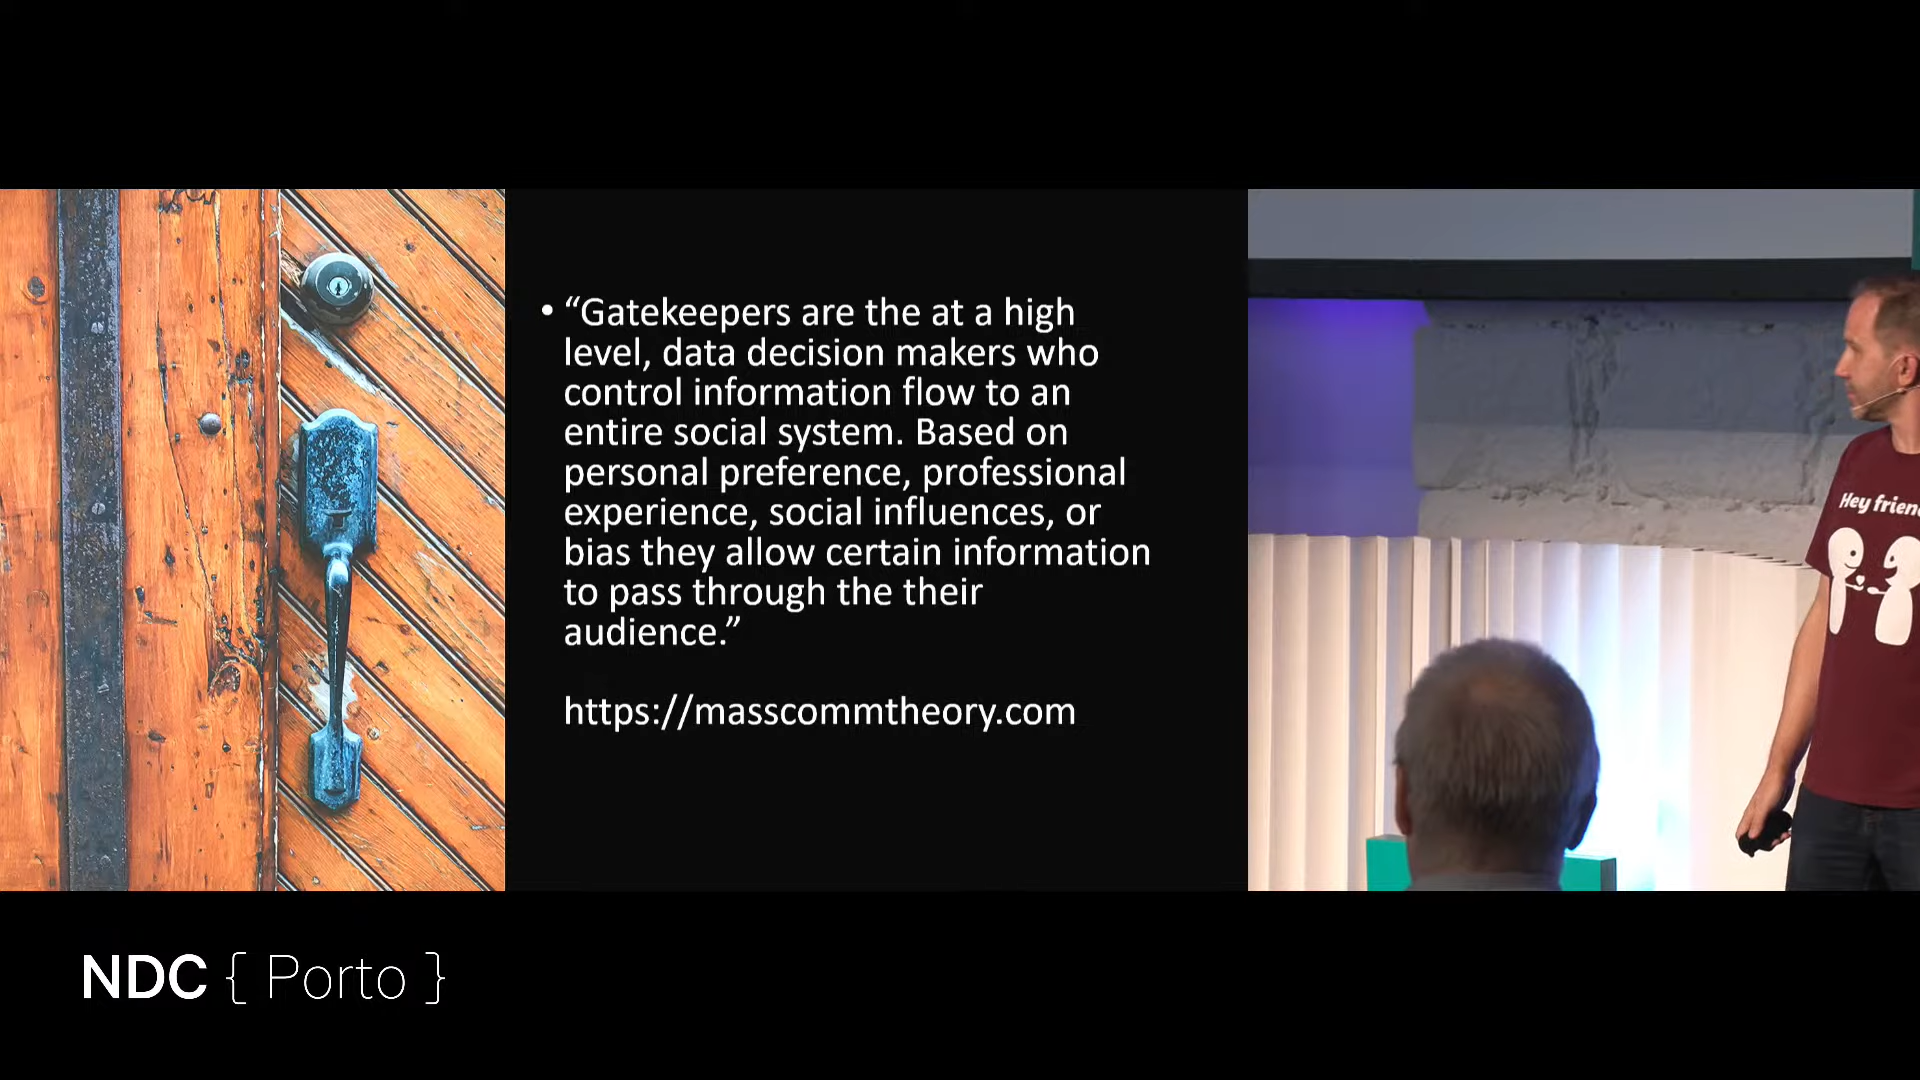 • “Gatekeepers are the at a high
level, data decision makers who
control information flow to an
entire social system. Based on
personal preference, professional
experience, social influences, or
bias they allow certain information
to pass through the their
audience.”
https://masscommtheory.com
Hey frien
NDC { Porto }